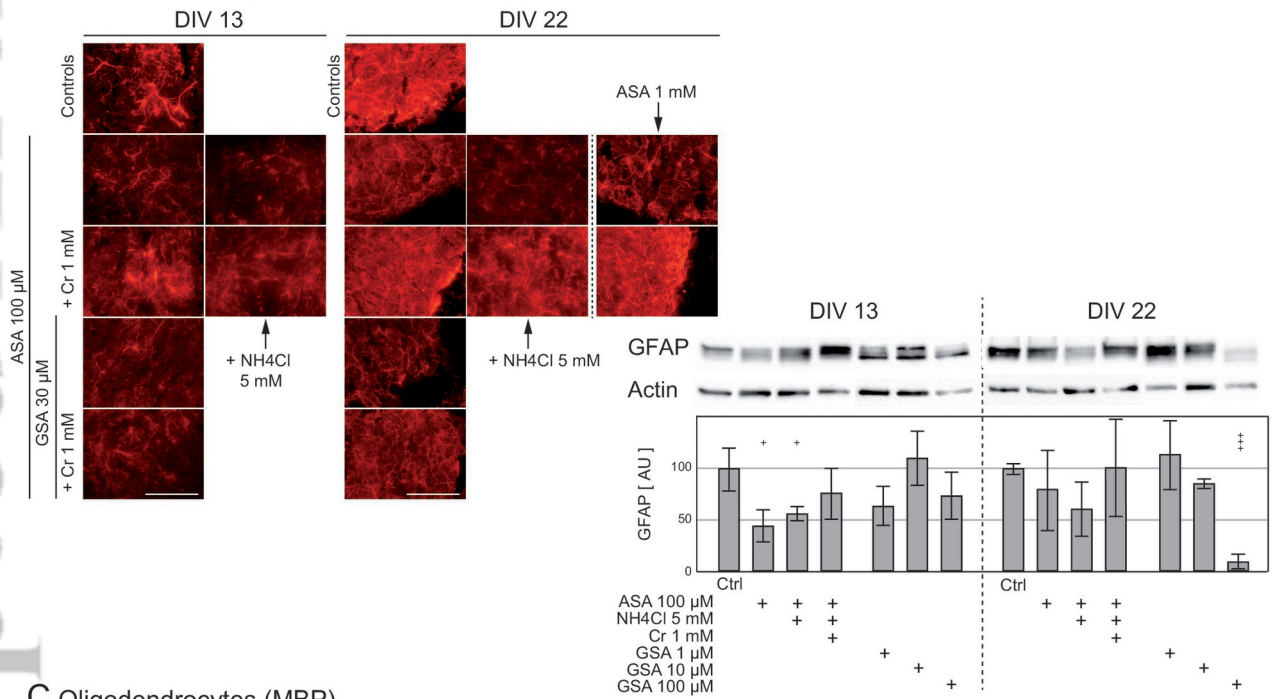 DIV 13
DIV 22
Controls
Controls
ASA 1 mM
ASA 100 µM
+ Cr 1 mM
GSA 30 µM
+ Cr 1 mM
+ NH4Cl
5 mM
+ NH4Cl 5 mM
DIV 13
DIV 22
GFAP
Actin
GFAP [ AU ]
100
50
0
+ +
+++
Ctrl
Ctrl
ASA 100 µM + + + + + +
NH4Cl 5 mM + + + +
Cr 1 mM + +
GSA 1 µM + +
GSA 10 µM + +
GSA 100 µM + +
C Oligodendrocytes (MBP)